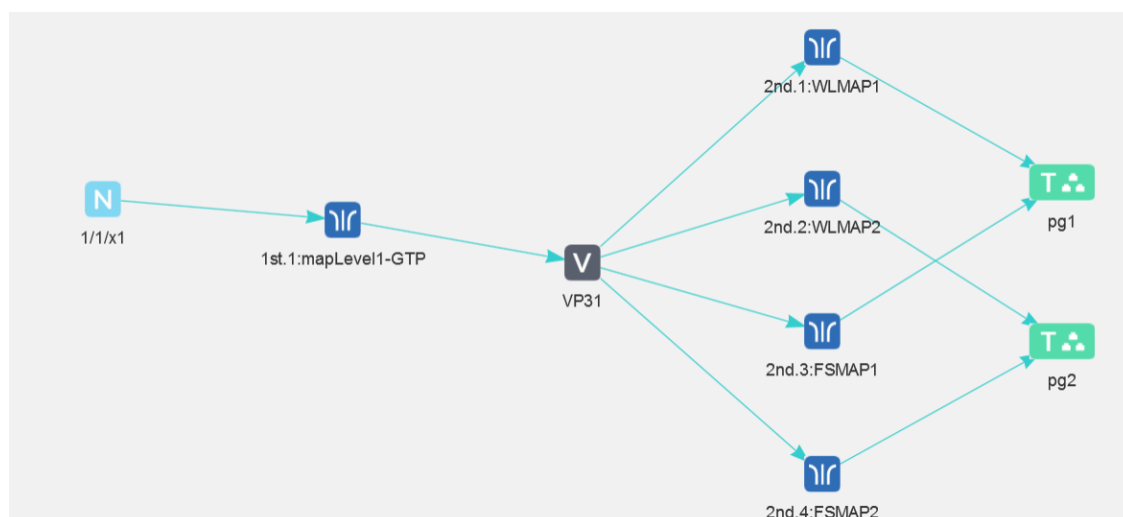 2nd.1:WLMAP1
N
1/1/x1
1st.1:mapLevel1-GTP
V
VP31
2nd.2:WLMAP2
T
pg1
2nd.3:FSMAP1
T
pg2
2nd.4:FSMAP2